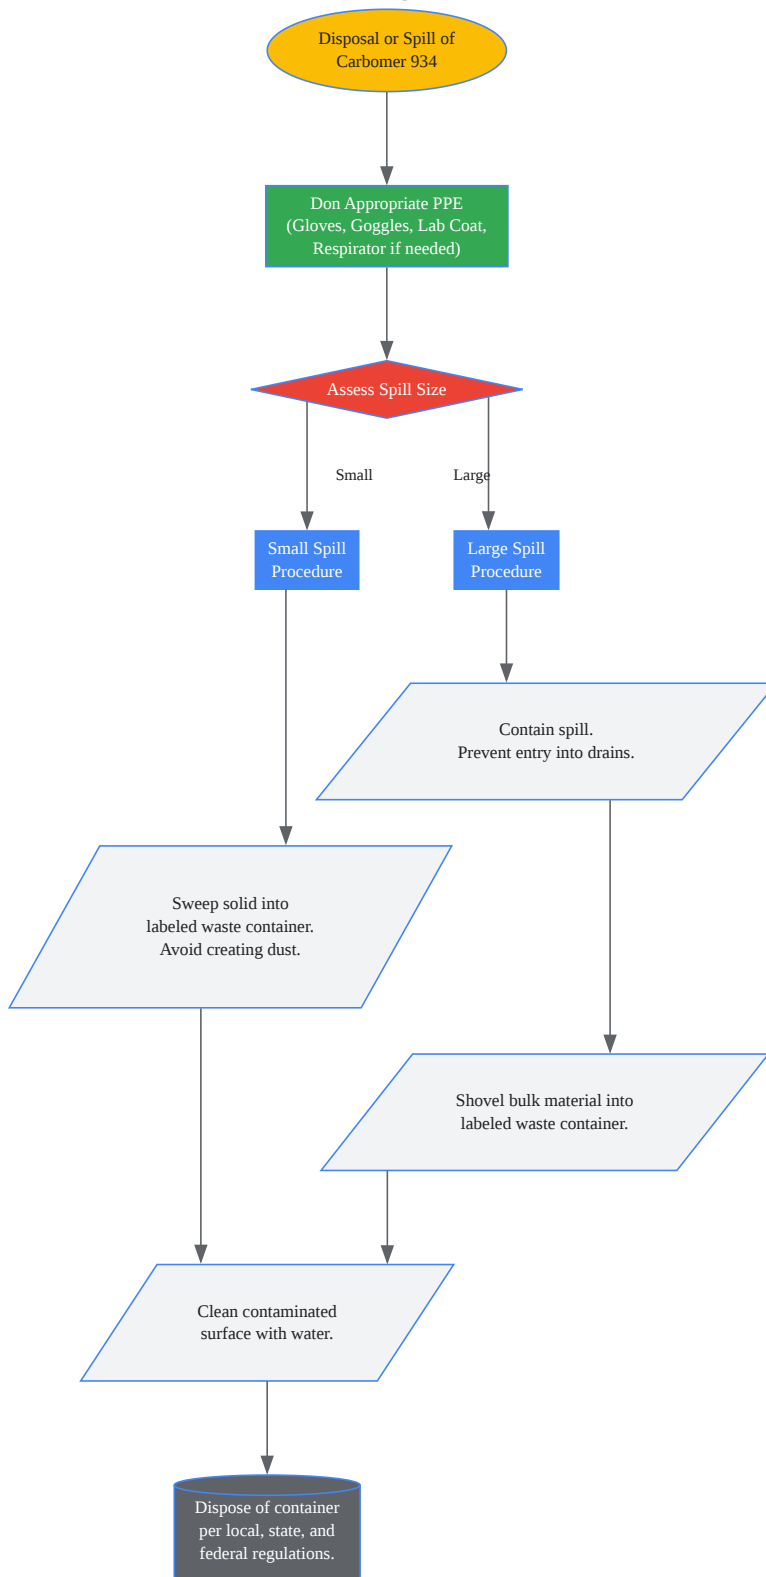 Disposal or Spill of
Carbomer 934
Don Appropriate PPE
(Gloves, Goggles, Lab Coat,
Respirator if needed)
Assess Spill Size
Small
Large
Small Spill
Procedure
Large Spill
Procedure
Contain spill.
Prevent entry into drains.
Sweep solid into
labeled waste container.
Avoid creating dust.
Shovel bulk material into
labeled waste container.
Clean contaminated
surface with water.
Dispose of container
per local, state, and
federal regulations.